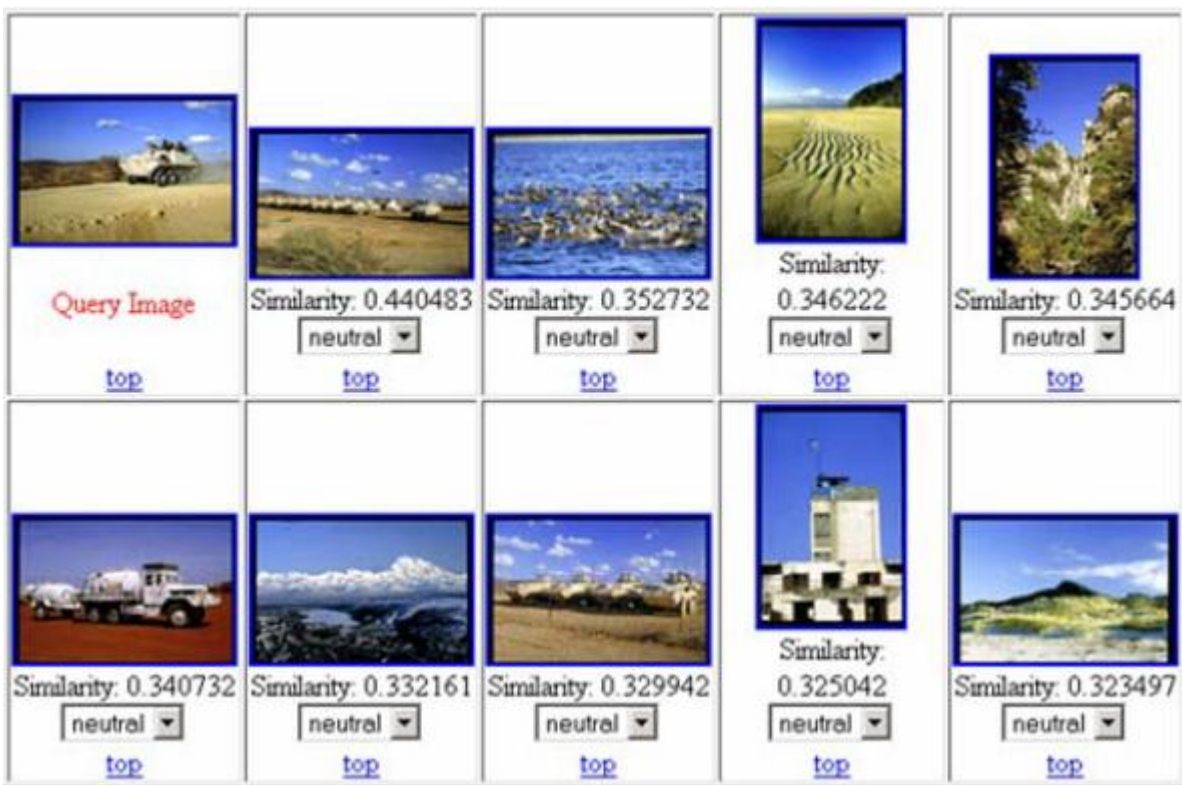 Query Image
top
Similarity: 0.440483
neutral
top
Similarity: 0.352732
neutral
top
Similarity:
0.346222
neutral
top
Similarity: 0.345664
neutral
top
Similarity: 0.340732
neutral
top
Similarity: 0.332161
neutral
top
Similarity: 0.329942
neutral
top
Similarity:
0.325042
neutral
top
Similarity: 0.323497
neutral
top